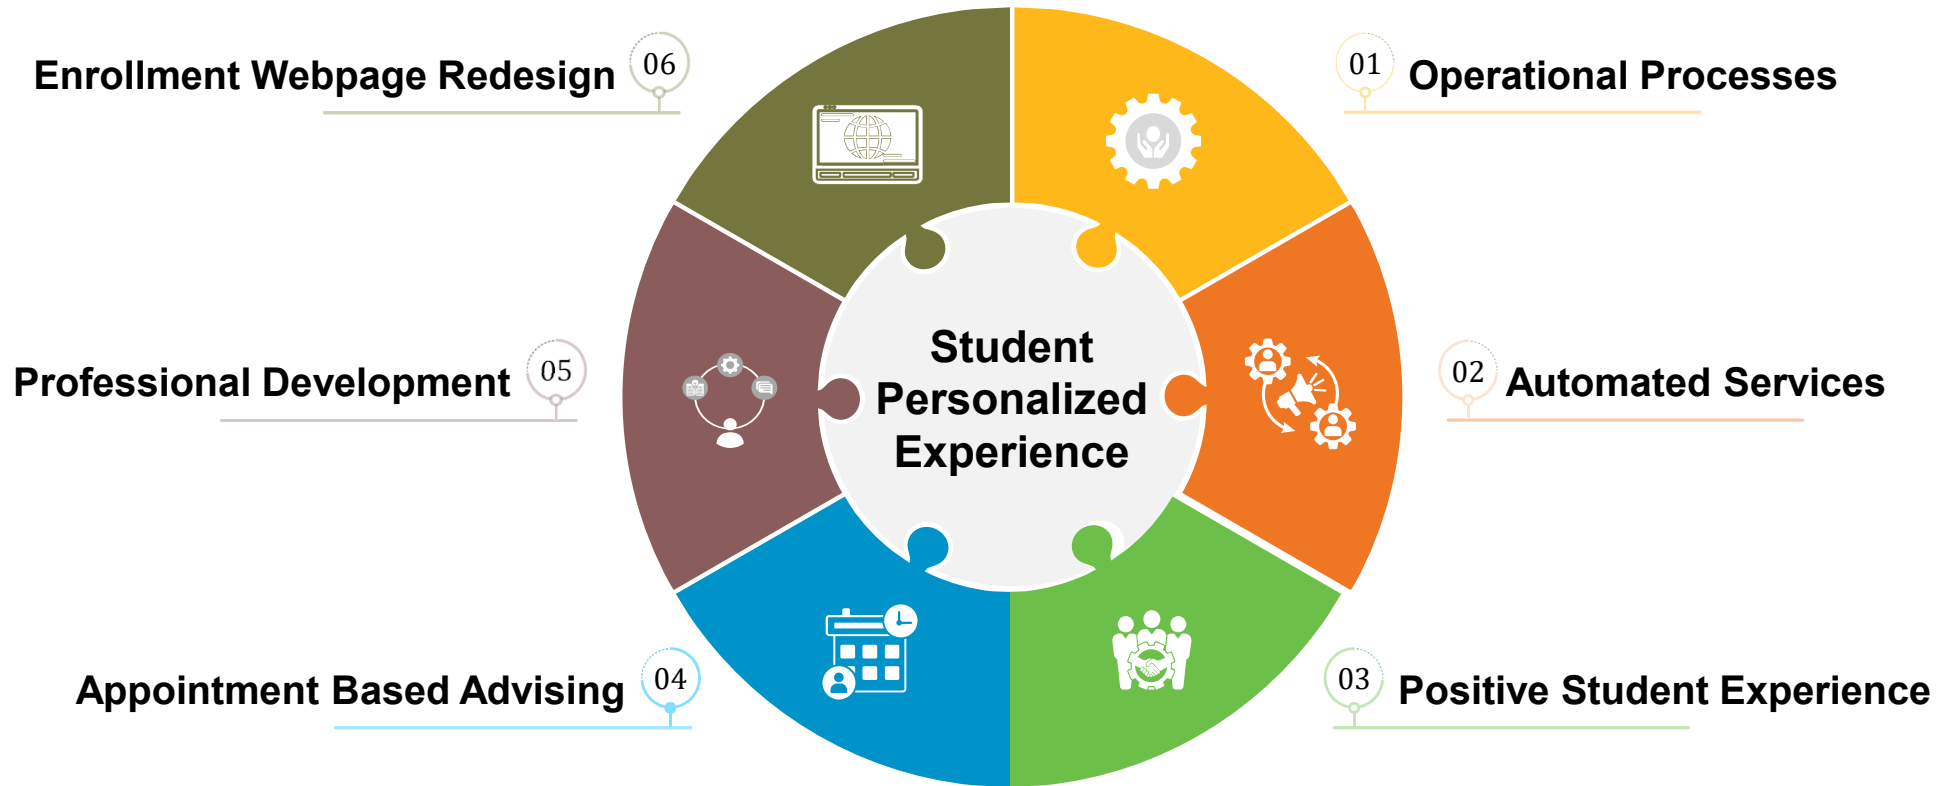 06
Enrollment Webpage Redesign
01
Operational Processes
Student
Personalized
Experience
05
Professional Development
02
Automated Services
04
Appointment Based Advising
03
Positive Student Experience